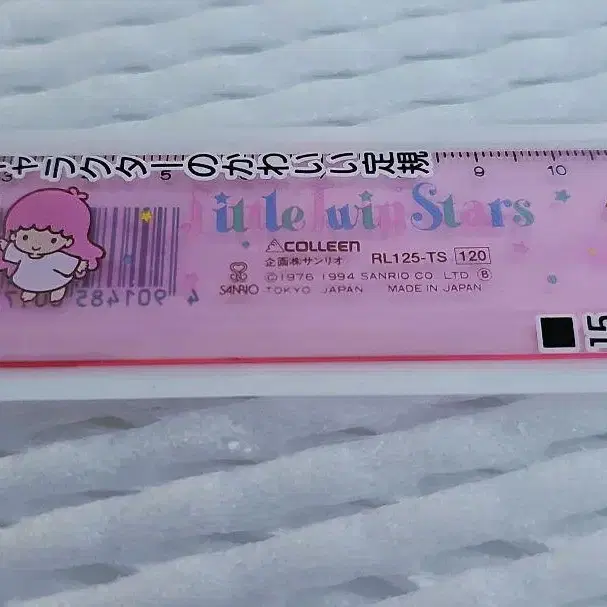 ャラクターのかわいい定規
9 10
Little Twin Stars
COLLEEN
企画(株)サンリオ RL125-TS 120
©1976 1994 SANRIO CO. LTD. Ⓑ
SANRIO TOKYO JAPAN MADE IN JAPAN
4 901485
15